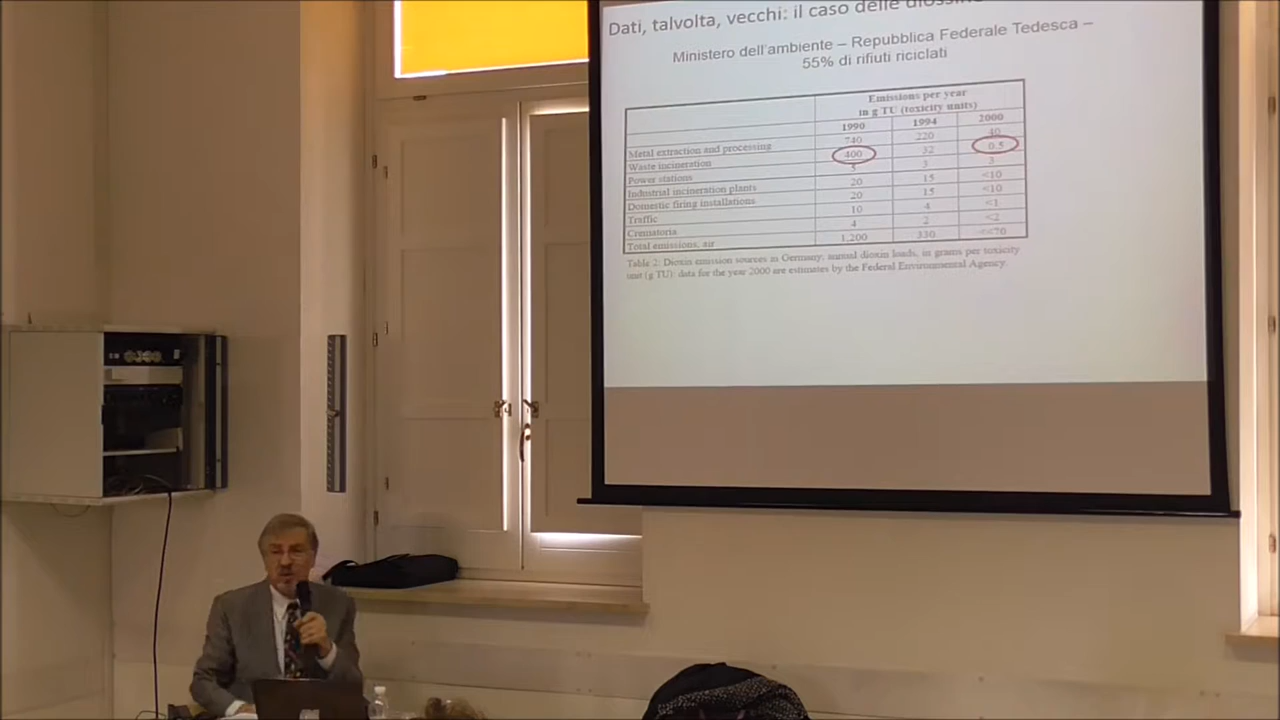 Dati, talvolta, vecchi: il caso delle diossine
Ministero dell'ambiente – Repubblica Federale Tedesca –
55% di rifiuti riciclati
Emissions per year
in g TU (toxicity units)
1990 1994 2000
Metal extraction and processing 740 220 40
Waste incineration 400 32 0.5
Power stations 5 3 3
Industrial incineration plants 20 15 <10
Domestic firing installations 20 15 <10
Traffic 10 4 <1
Crematoria 4 2 <2
Total emissions, air 1,200 330 <<70
Table 2: Dioxin emission sources in Germany; annual dioxin loads, in grams per toxicity
unit (g TU); data for the year 2000 are estimates by the Federal Environmental Agency.